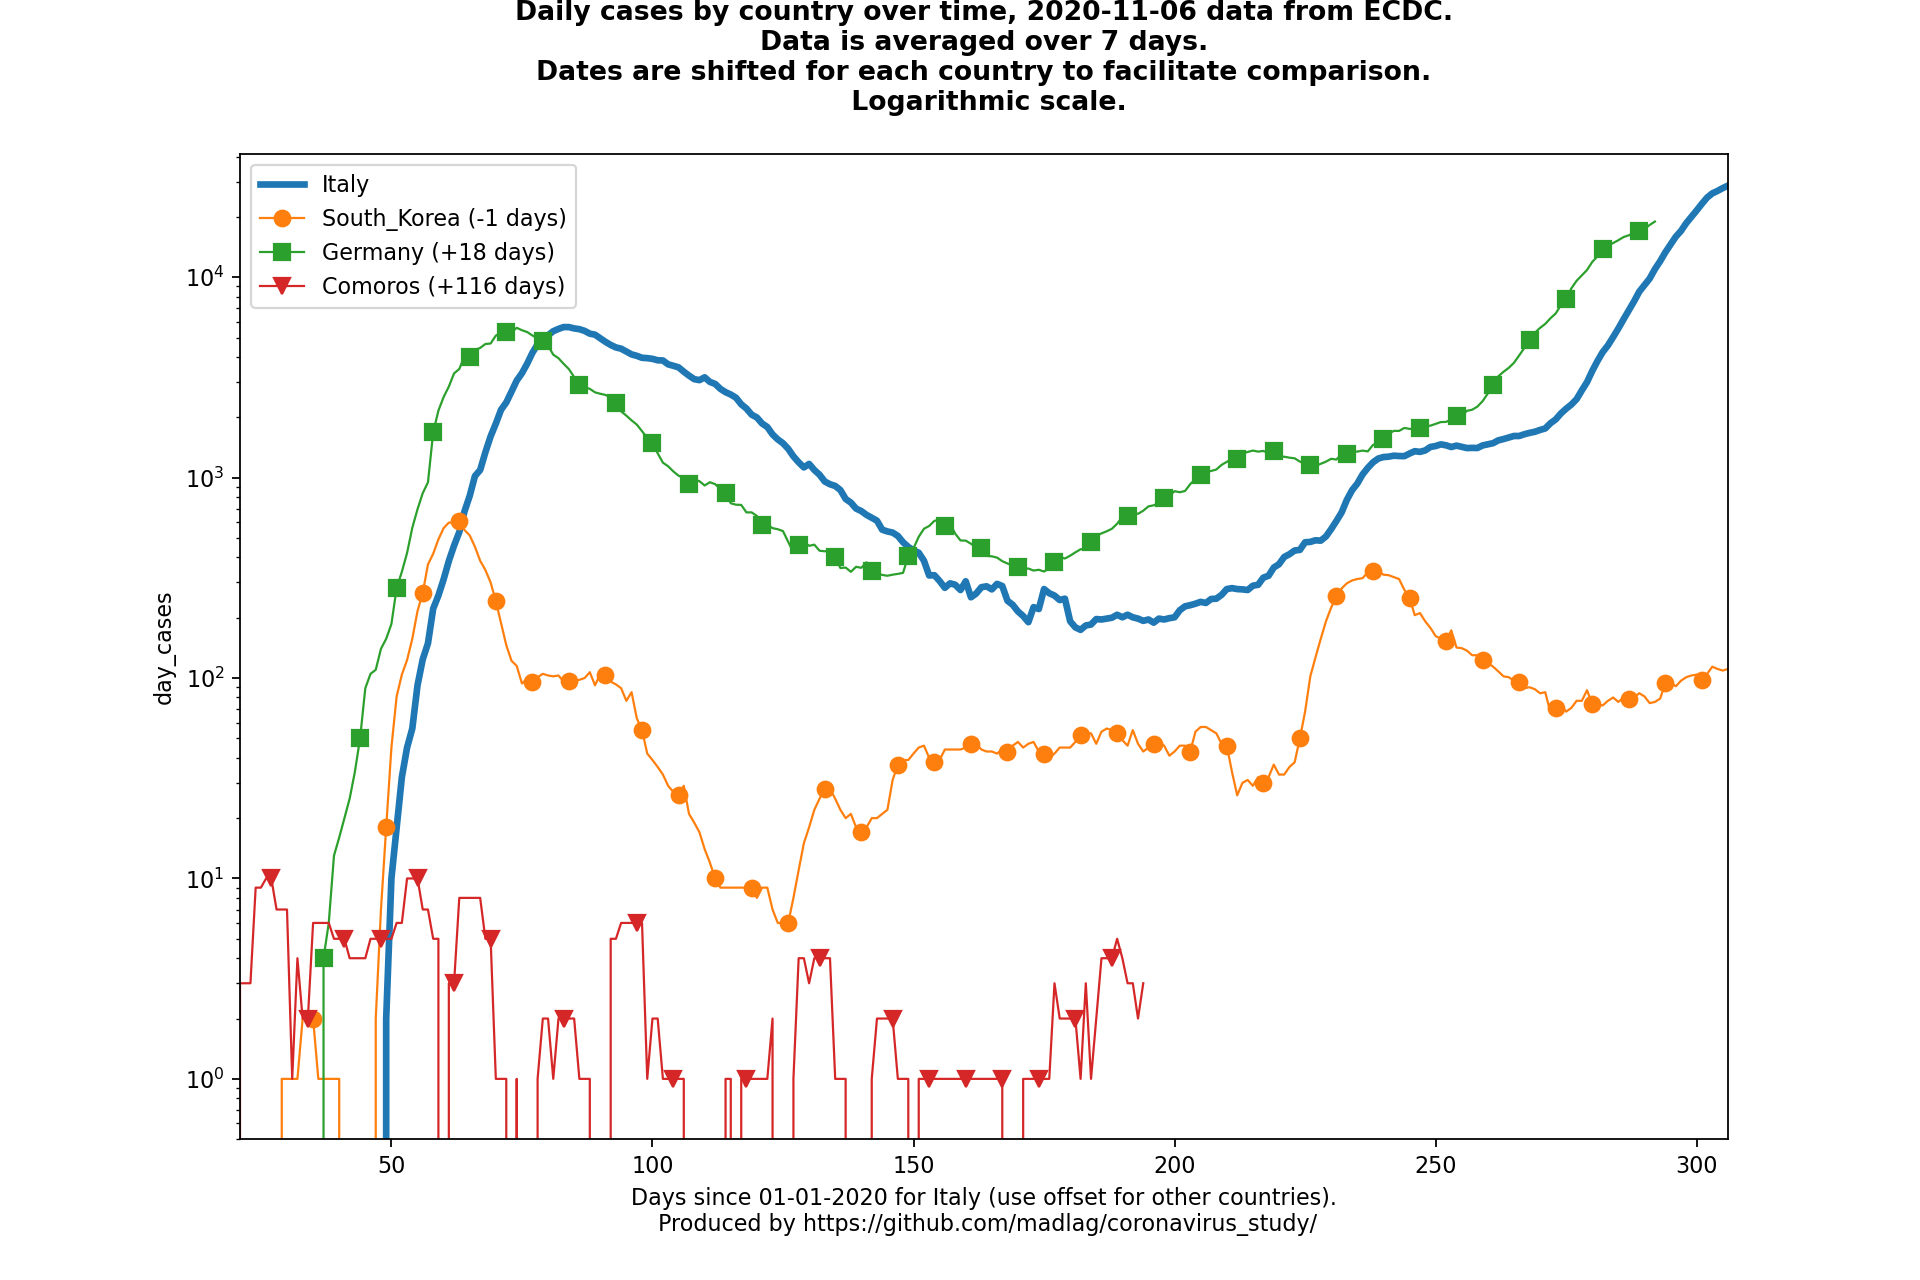 Daily cases by country over time, 2020-11-06 data from ECDC.
Data is averaged over 7 days.
Dates are shifted for each country to facilitate comparison.
Logarithmic scale.
Italy
South_Korea (-1 days)
Germany (+18 days)
Comoros (+116 days)
day_cases
10⁴
10³
10²
10¹
10⁰
50 100 150 200 250 300
Days since 01-01-2020 for Italy (use offset for other countries).
Produced by https://github.com/madlag/coronavirus_study/